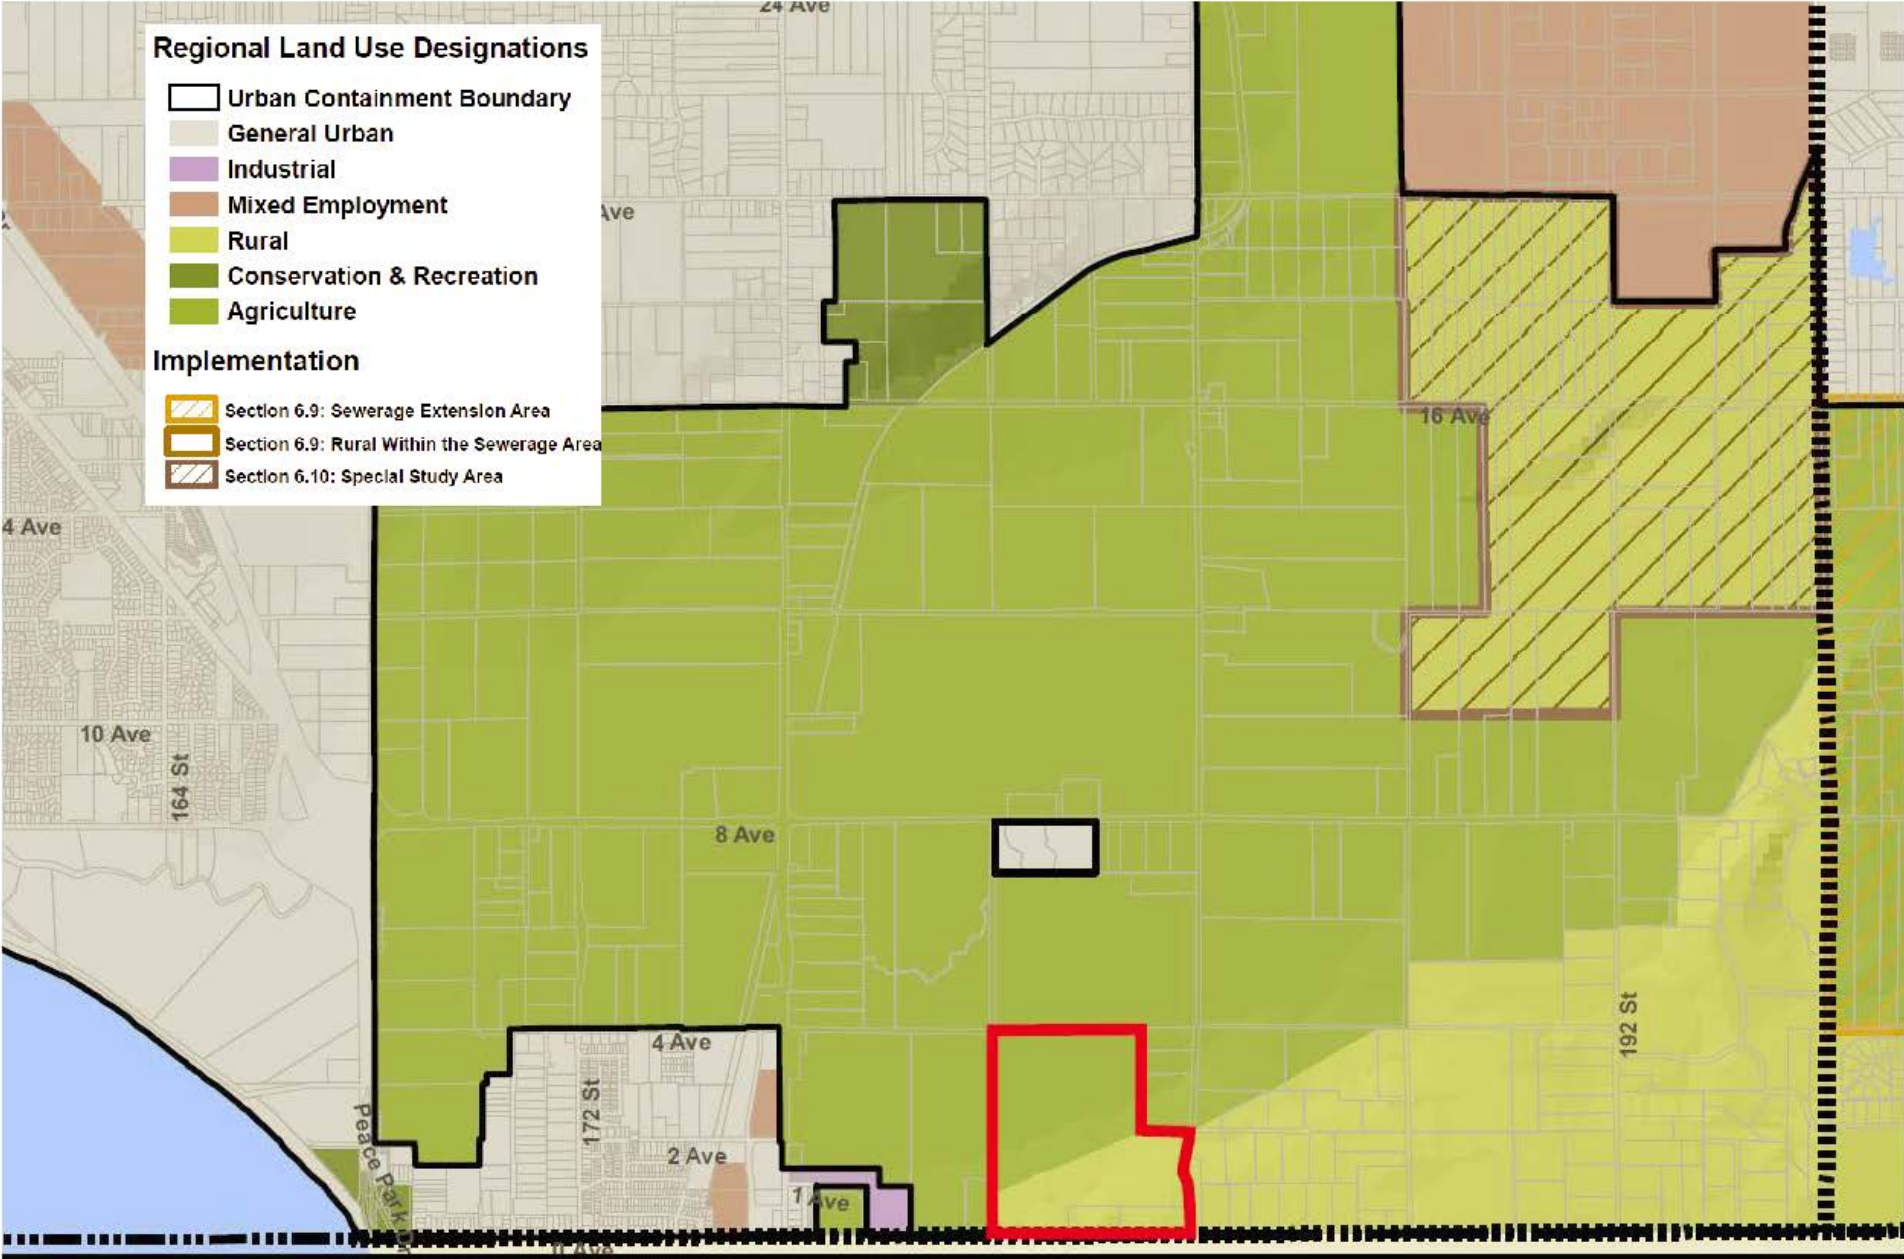 24 Ave
Regional Land Use Designations
Urban Containment Boundary
General Urban
Industrial
Mixed Employment
Rural
Conservation & Recreation
Agriculture
Implementation
Section 6.9: Sewerage Extension Area
Section 6.9: Rural Within the Sewerage Area
Section 6.10: Special Study Area
Ave
16 Ave
4 Ave
10 Ave
164 St
8 Ave
192 St
4 Ave
172 St
Peace Park Dr
2 Ave
1 Ave
0 Ave